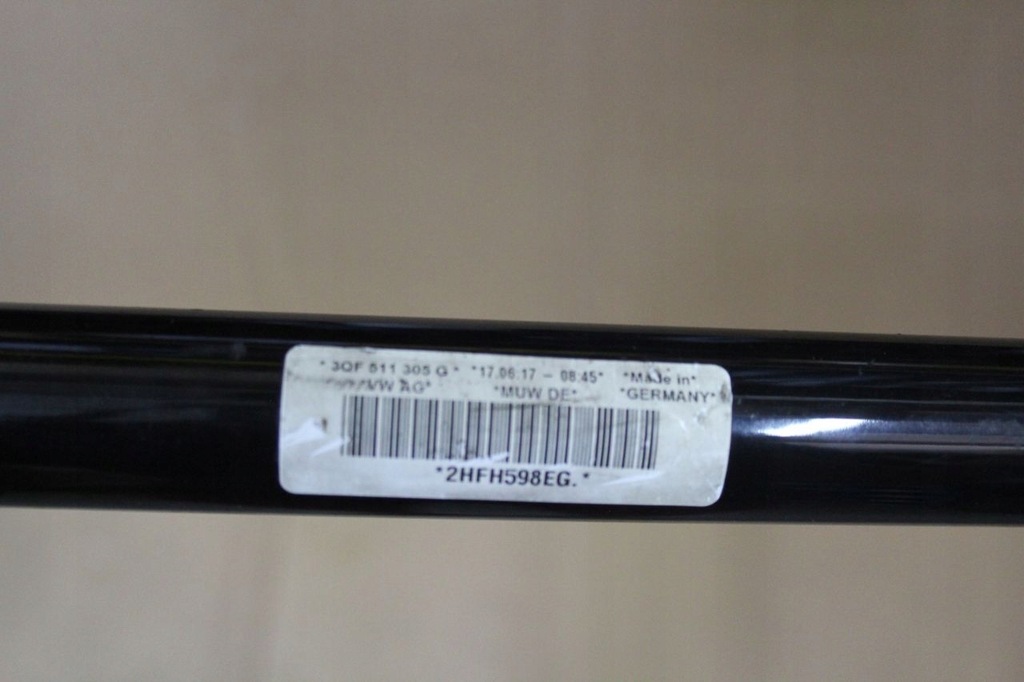 * 3QF 511 305 G * *17.06.17 - 08.45* *Made in*
VW AG* *MUW DE* *GERMANY*
*2HFH598EG.*